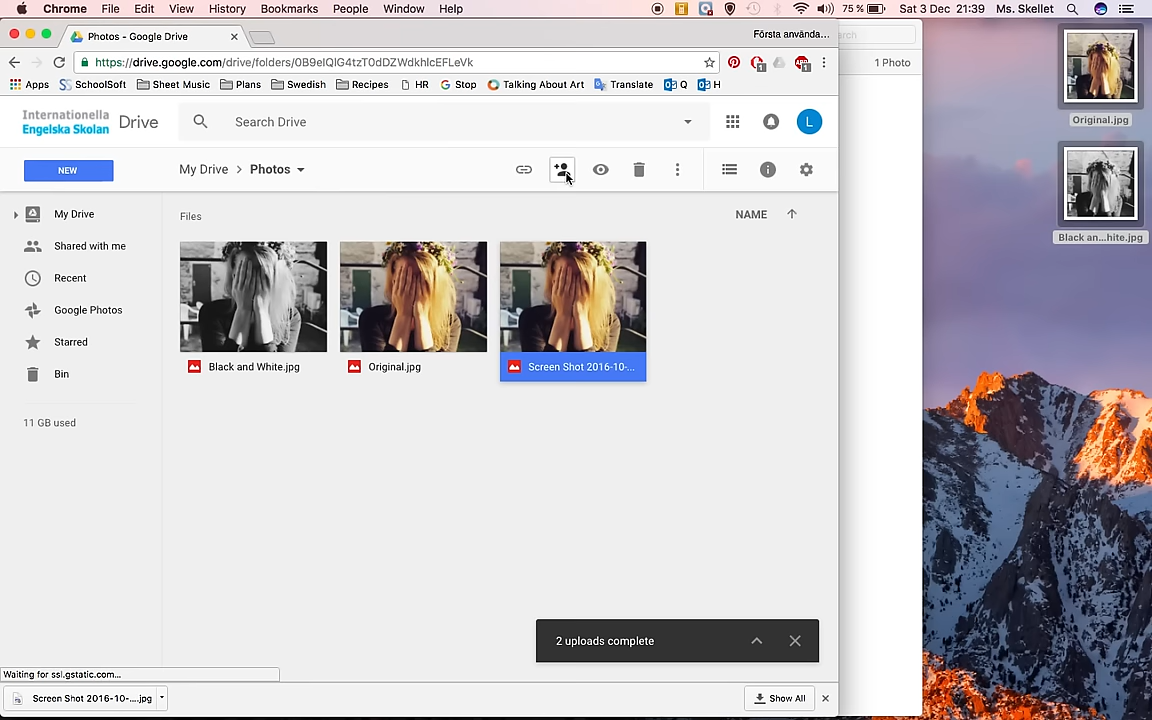 Chrome File Edit View History Bookmarks People Window Help 75 % Sat 3 Dec 21:39 Ms. Skellet
Photos - Google Drive
Första använda...
https://drive.google.com/drive/folders/0B9eIQIG4tzT0dDZWdkhlcEFLeVk
1 Photo
Apps SchoolSoft Sheet Music Plans Swedish Recipes HR Stop Talking About Art Translate Q H
Original.jpg
Internationella
Engelska Skolan
Drive
Search Drive
L
NEW
My Drive > Photos
My Drive
Files
NAME
Black an...hite.jpg
Shared with me
Recent
Google Photos
Starred
Bin
Black and White.jpg
Original.jpg
Screen Shot 2016-10-...
11 GB used
2 uploads complete
Waiting for ssl.gstatic.com...
Screen Shot 2016-10-....jpg
Show All